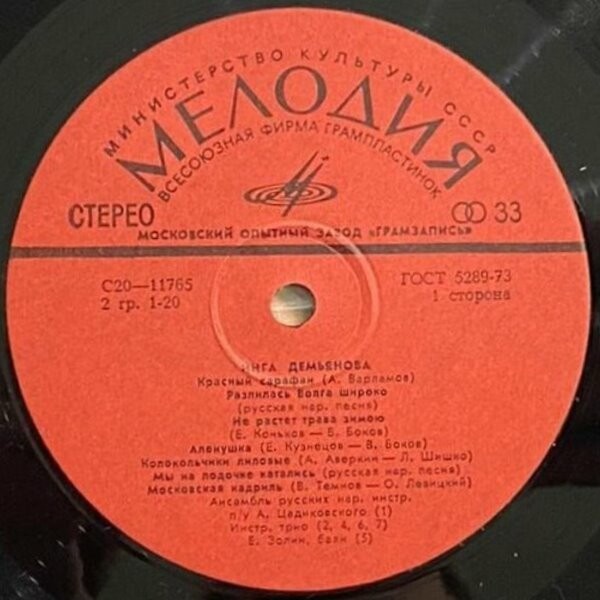 МИНИСТЕРСТВО КУЛЬТУРЫ СССР
МЕЛОДИЯ
ВСЕСОЮЗНАЯ ФИРМА ГРАМПЛАСТИНОК
СТЕРЕО
33
МОСКОВСКИЙ ОПЫТНЫЙ ЗАВОД «ГРАМЗАПИСЬ»
С20—11765
ГОСТ 5289-73
2 гр. 1-20
1 сторона
ИНГА ДЕМЬЯНОВА
Красный сарафан (А. Варламов)
Разлилась Волга широко
(русская нар. песня)
Не растет трава зимою
(Е. Коньков — В. Боков)
Аленушка (Е. Кузнецов — В. Боков)
Колокольчики лиловые (А. Аверкин — Л. Шишко)
Мы на лодочке катались (русская нар. песня)
Московская кадриль (В. Темнов — О. Левицкий)
Ансамбль русских нар. инстр.
п/у А. Цадиковского (1)
Инстр. трио (2, 4, 6, 7)
Е. Золин, баян (5)